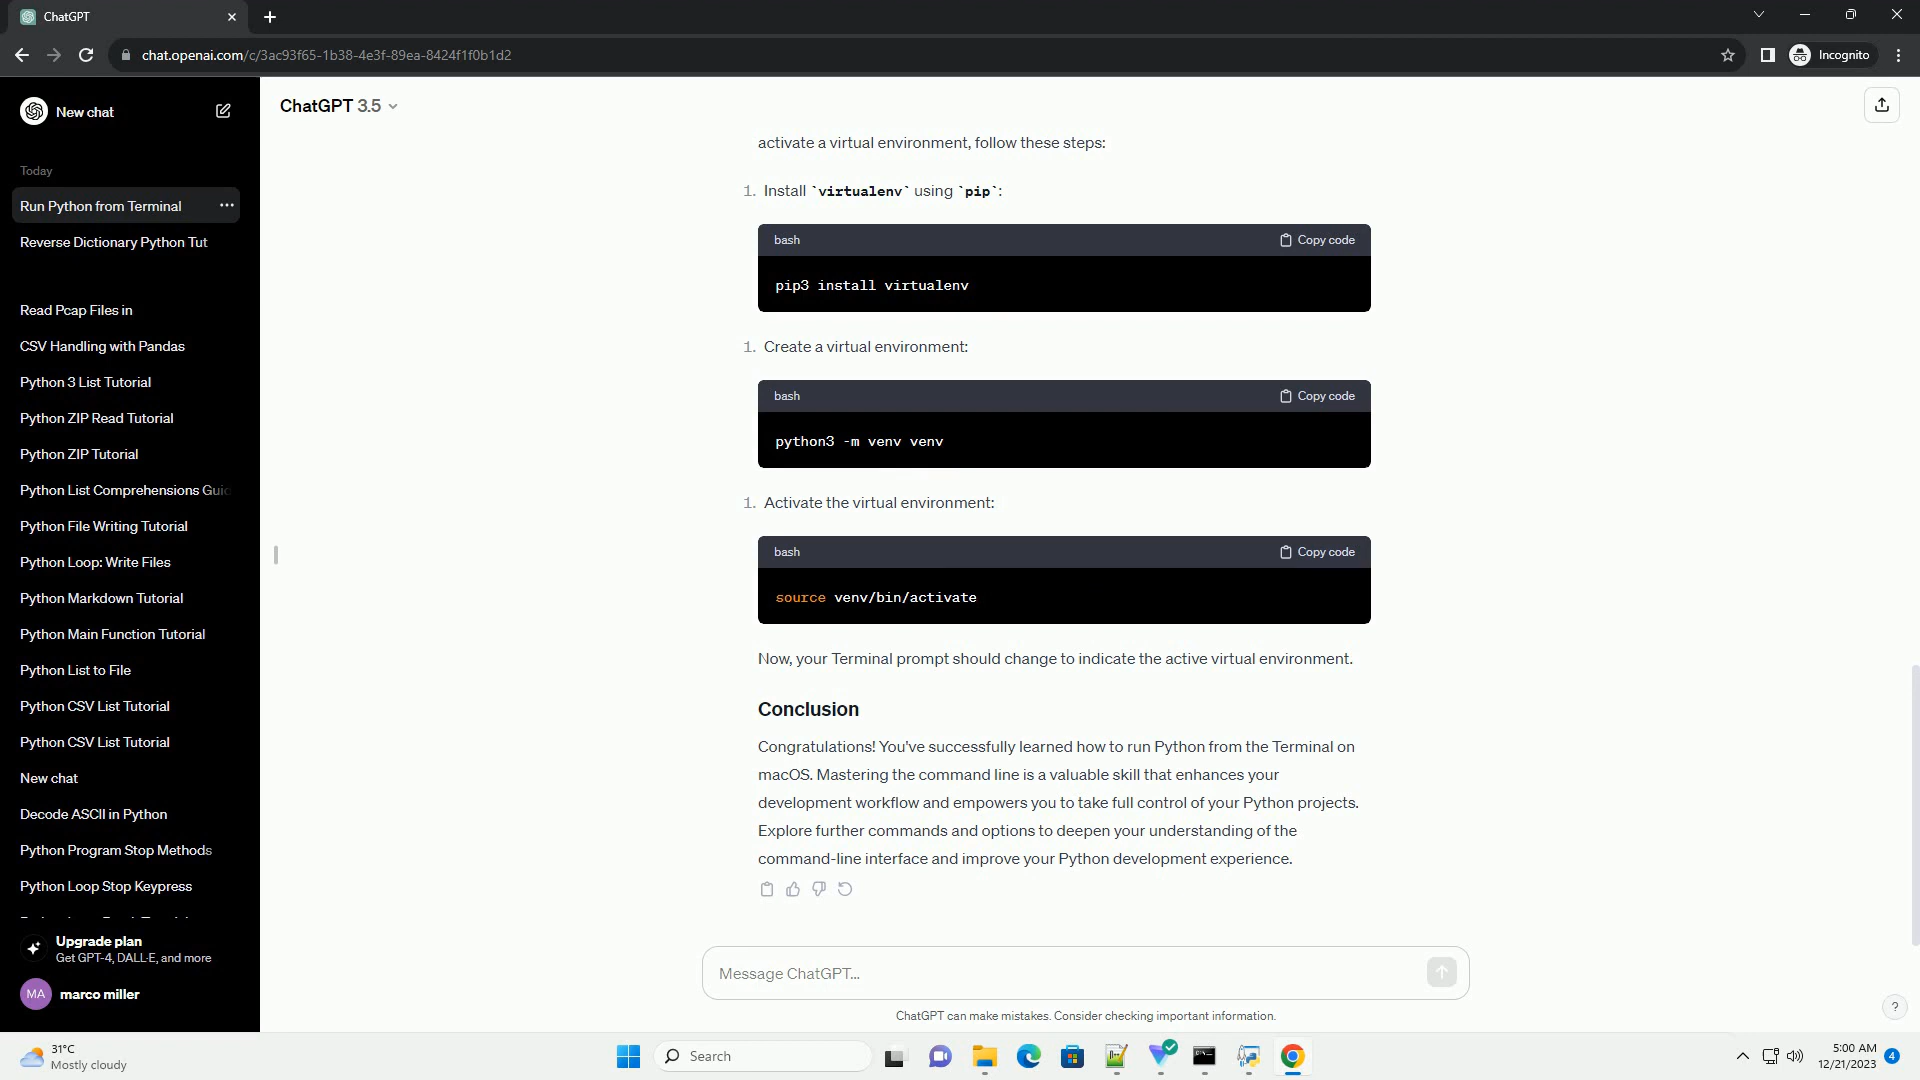 ChatGPT
chat.openai.com/c/3ac93f65-1b38-4e3f-89ea-8424f1f0b1d2
Incognito
New chat
Today
Run Python from Terminal
Reverse Dictionary Python Tut
Read Pcap Files in
CSV Handling with Pandas
Python 3 List Tutorial
Python ZIP Read Tutorial
Python ZIP Tutorial
Python List Comprehensions Guid
Python File Writing Tutorial
Python Loop: Write Files
Python Markdown Tutorial
Python Main Function Tutorial
Python List to File
Python CSV List Tutorial
Python CSV List Tutorial
New chat
Decode ASCII in Python
Python Program Stop Methods
Python Loop Stop Keypress
Upgrade plan
Get GPT-4, DALL·E, and more
MA marco miller
ChatGPT 3.5
activate a virtual environment, follow these steps:
1. Install `virtualenv` using `pip`:
bash Copy code
pip3 install virtualenv
1. Create a virtual environment:
bash Copy code
python3 -m venv venv
1. Activate the virtual environment:
bash Copy code
source venv/bin/activate
Now, your Terminal prompt should change to indicate the active virtual environment.
Conclusion
Congratulations! You've successfully learned how to run Python from the Terminal on
macOS. Mastering the command line is a valuable skill that enhances your
development workflow and empowers you to take full control of your Python projects.
Explore further commands and options to deepen your understanding of the
command-line interface and improve your Python development experience.
Message ChatGPT...
ChatGPT can make mistakes. Consider checking important information.
?
31°C
Mostly cloudy
Search
5:00 AM
12/21/2023
4